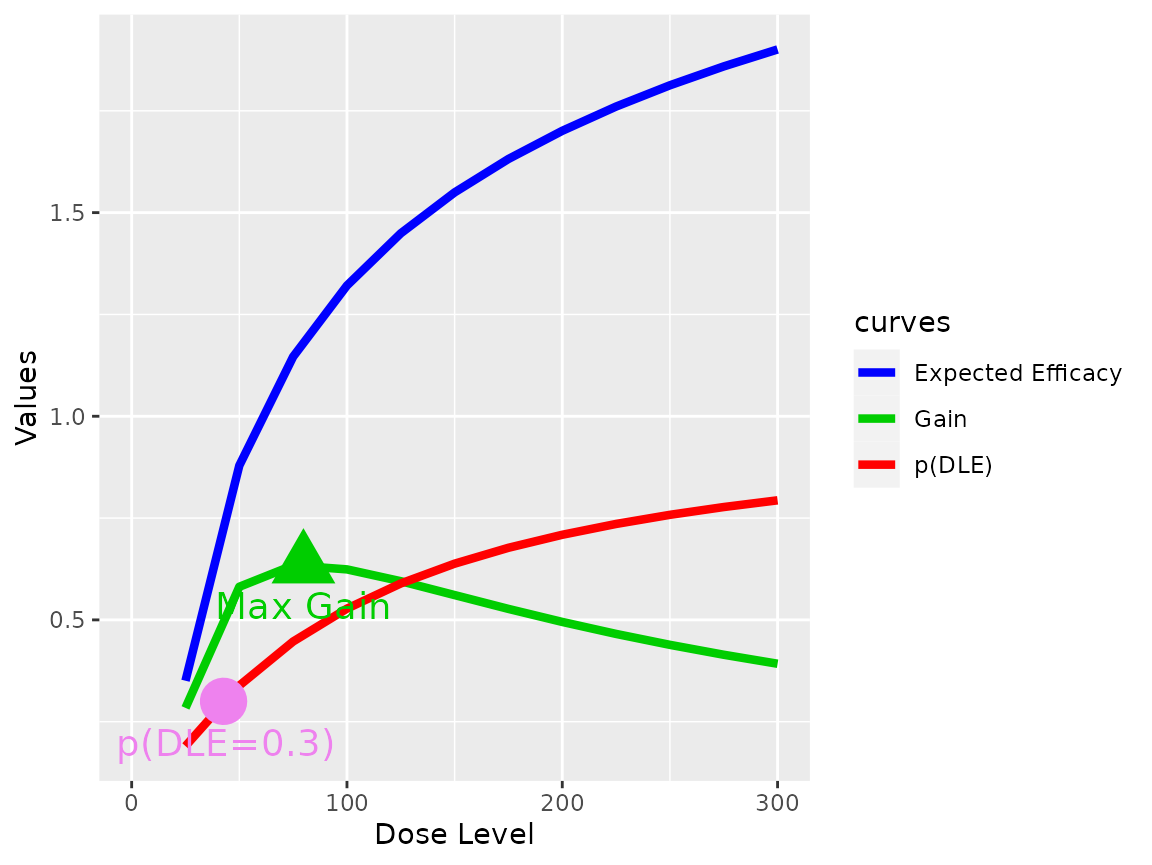 1.5
1.0
0.5
Values
Max Gain
p(DLE=0.3)
0
100
200
300
Dose Level
curves
Expected Efficacy
Gain
p(DLE)